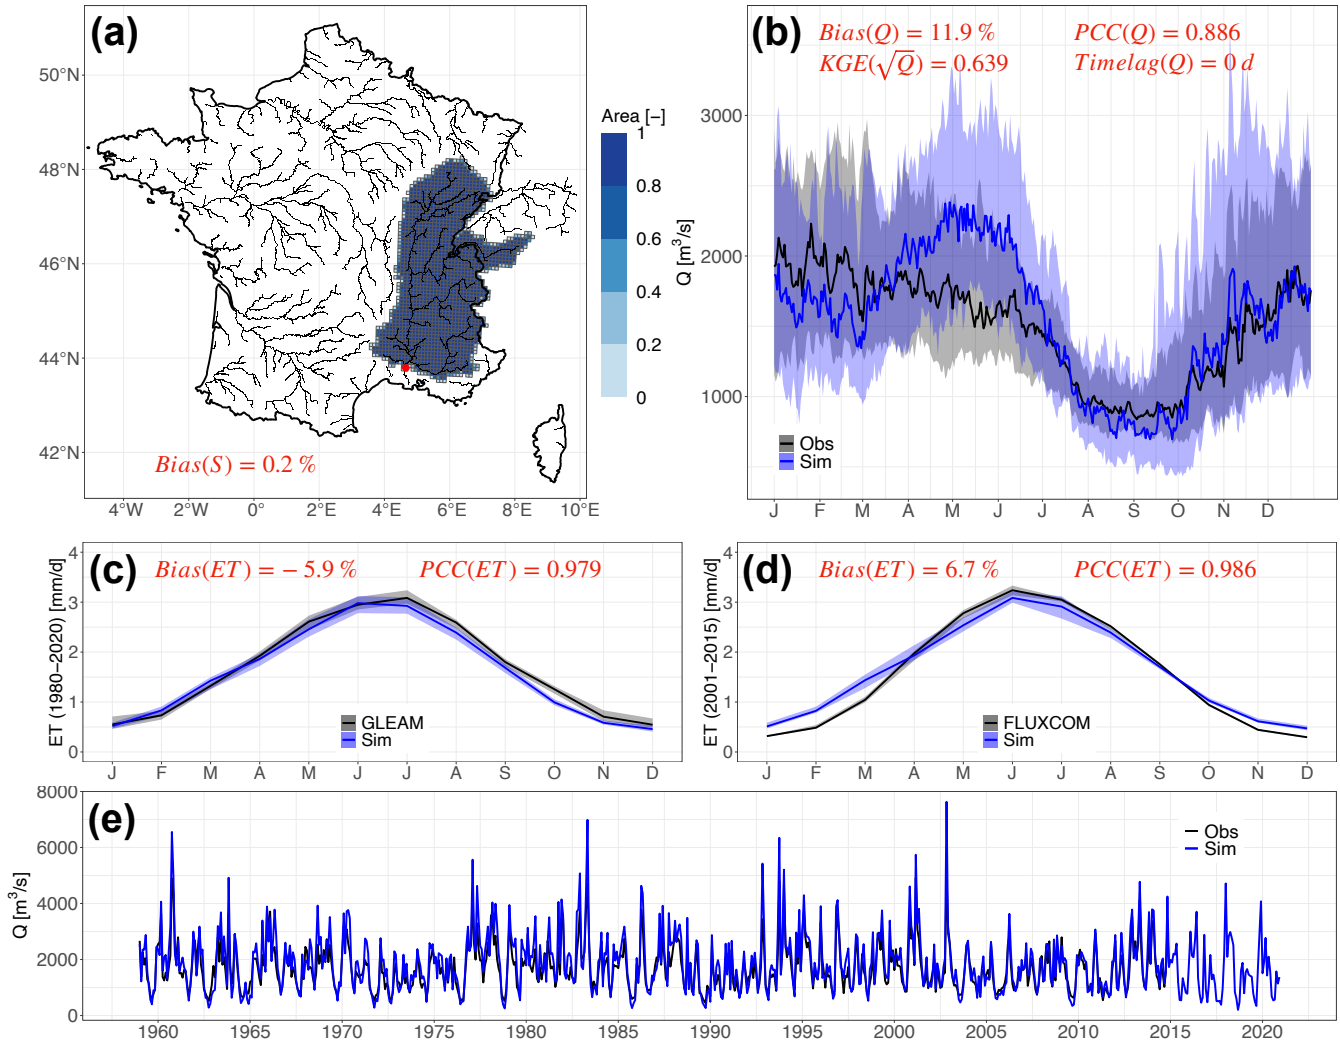 (a)
50°N
48°N
46°N
44°N
42°N
4°W 2°W 0° 2°E 4°E 6°E 8°E 10°E
Bias(S) = 0.2 %
Area [−]
1
0.8
0.6
0.4
0.2
0
(b)
Bias(Q) = 11.9 % PCC(Q) = 0.886
KGE(√Q) = 0.639 Timelag(Q) = 0 d
Q [m³/s]
3000
2000
1000
Obs
Sim
J F M A M J J A S O N D
(c)
Bias(ET) = − 5.9 % PCC(ET) = 0.979
ET (1980−2020) [mm/d]
4
3
2
1
0
GLEAM
Sim
J F M A M J J A S O N D
(d)
Bias(ET) = 6.7 % PCC(ET) = 0.986
ET (2001−2015) [mm/d]
4
3
2
1
0
FLUXCOM
Sim
J F M A M J J A S O N D
(e)
Q [m³/s]
8000
6000
4000
2000
0
Obs
Sim
1960 1965 1970 1975 1980 1985 1990 1995 2000 2005 2010 2015 2020